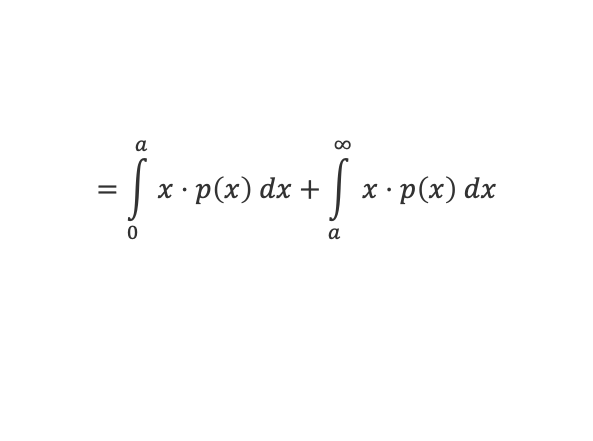 = ∫₀ᵃ x · p(x) dx + ∫ₐ^∞ x · p(x) dx